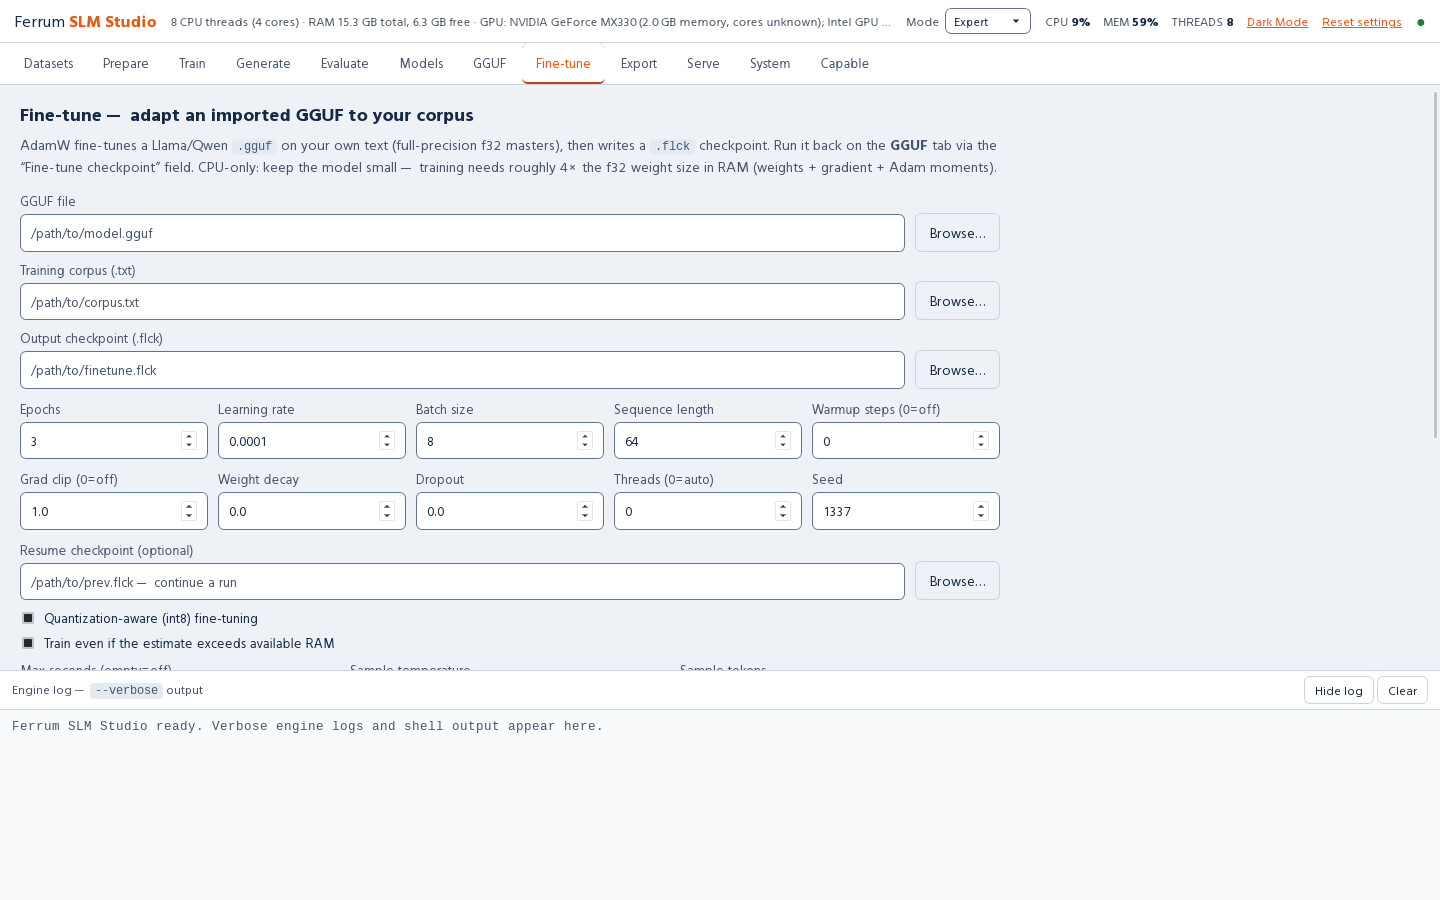 Ferrum SLM Studio
8 CPU threads (4 cores) · RAM 15.3 GB total, 6.3 GB free · GPU: NVIDIA GeForce MX330 (2.0 GB memory, cores unknown); Intel GPU ...
Mode Expert
CPU 9% MEM 59% THREADS 8 Dark Mode Reset settings
Datasets Prepare Train Generate Evaluate Models GGUF Fine-tune Export Serve System Capable
Fine-tune — adapt an imported GGUF to your corpus
AdamW fine-tunes a Llama/Qwen .gguf on your own text (full-precision f32 masters), then writes a .flck checkpoint. Run it back on the GGUF tab via the
“Fine-tune checkpoint” field. CPU-only: keep the model small — training needs roughly 4× the f32 weight size in RAM (weights + gradient + Adam moments).
GGUF file
/path/to/model.gguf Browse...
Training corpus (.txt)
/path/to/corpus.txt Browse...
Output checkpoint (.flck)
/path/to/finetune.flck Browse...
Epochs Learning rate Batch size Sequence length Warmup steps (0=off)
3 0.0001 8 64 0
Grad clip (0=off) Weight decay Dropout Threads (0=auto) Seed
1.0 0.0 0.0 0 1337
Resume checkpoint (optional)
/path/to/prev.flck — continue a run Browse...
Quantization-aware (int8) fine-tuning
Train even if the estimate exceeds available RAM
Max seconds (empty=off) Sample temperature Sample tokens
Engine log — --verbose output Hide log Clear
Ferrum SLM Studio ready. Verbose engine logs and shell output appear here.